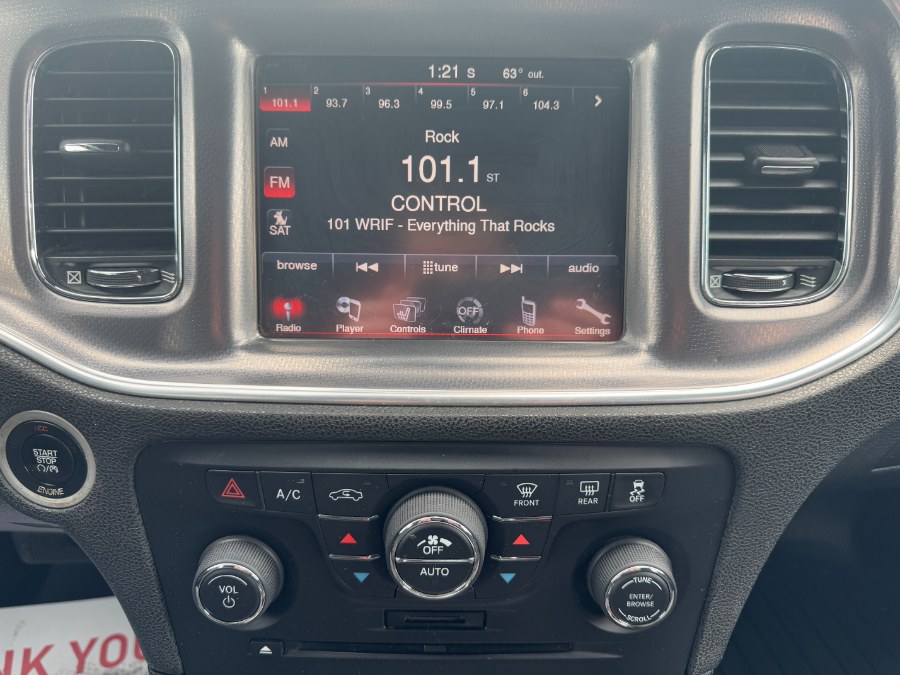 1:21 S 63° out.
1 2 3 4 5 6
101.1 93.7 96.3 99.5 97.1 104.3
AM
Rock
101.1 ST
FM
CONTROL
SAT
101 WRIF - Everything That Rocks
browse tune audio
Radio Player Controls OFF Climate Phone Settings
START
STOP
ENGINE
A/C
FRONT
REAR
OFF
OFF
AUTO
VOL
TUNE
ENTER/
BROWSE
SCROLL
NK YOU